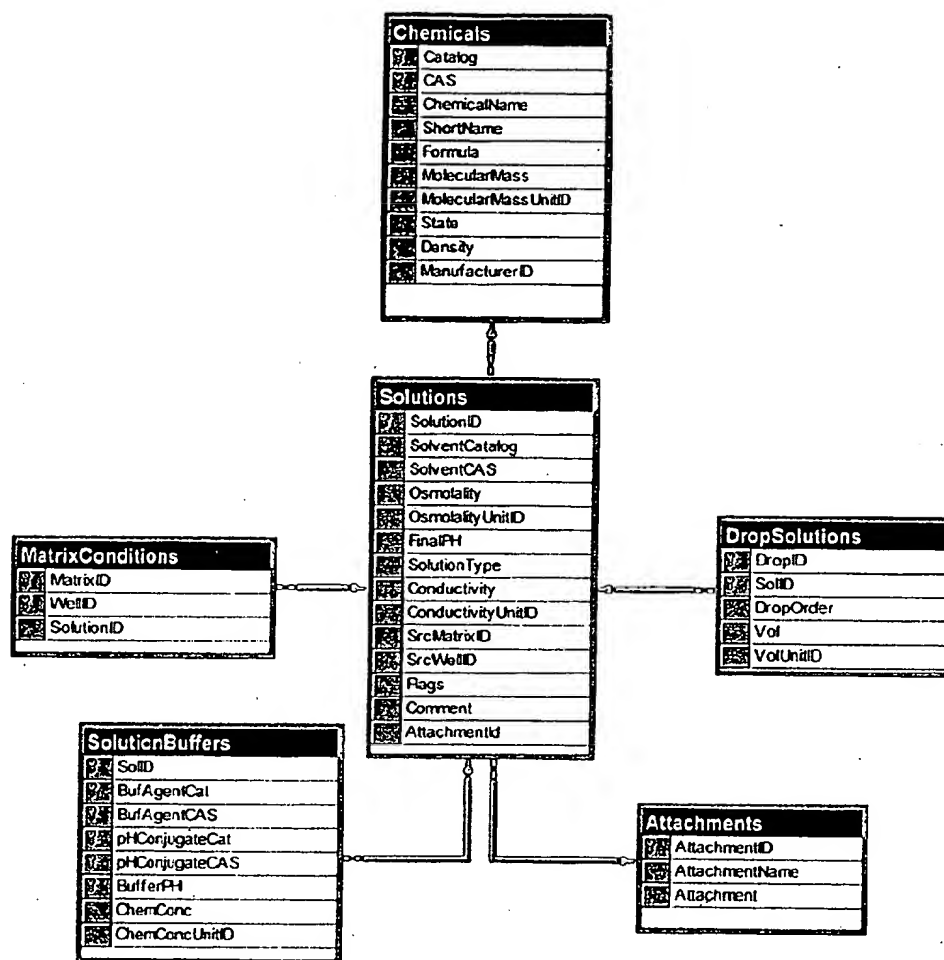 Chemicals
Catalog
CAS
ChemicalName
ShortName
Formula
MolecularMass
MolecularMassUnitID
State
Density
ManufacturerID
Solutions
SolutionID
SolventCatalog
SolventCAS
Osmolality
OsmolalityUnitID
FinalPH
SolutionType
Conductivity
ConductivityUnitID
SrcMatrixID
SrcWellID
Flags
Comment
AttachmentId
MatrixConditions
MatrixID
WellID
SolutionID
DropSolutions
DropID
SolID
DropOrder
Vol
VolUnitID
SolutionBuffers
SolID
BufAgentCat
BufAgentCAS
pHConjugateCat
pHConjugateCAS
BufferPH
ChemConc
ChemConcUnitID
Attachments
AttachmentID
AttachmentName
Attachment